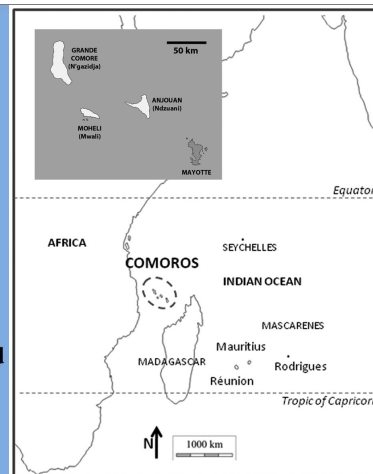 50 km
GRANDE
COMORE
(N'gazidja)
ANJOUAN
(Ndzuani)
MOHELI
(Mwali)
MAYOTTE
Equator
AFRICA
SEYCHELLES
COMOROS
INDIAN OCEAN
MASCARENES
Mauritius
MADAGASCAR
Rodrigues
Réunion
Tropic of Capricorn
N
1000 km